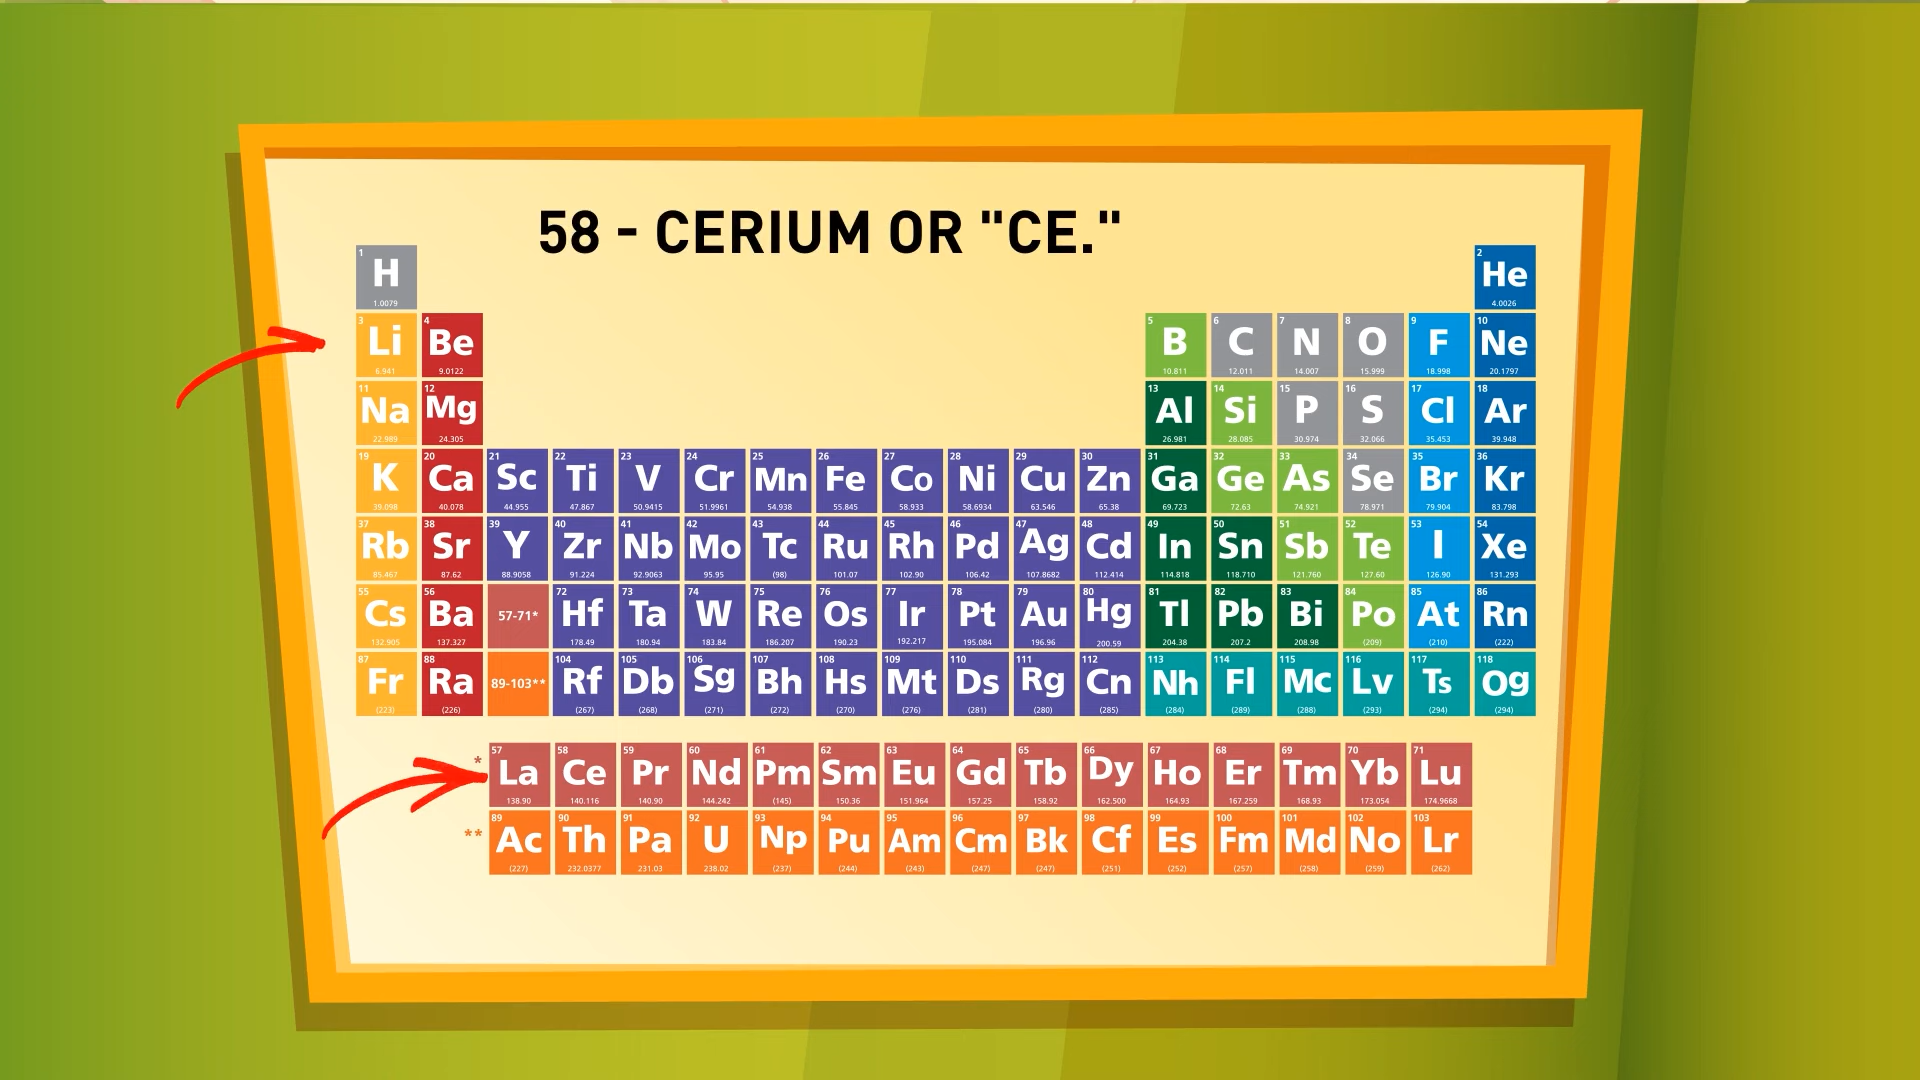 58 - CERIUM OR "CE."
1 H 1.0079 2 He 4.0026
3 Li 6.941 4 Be 9.0122 5 B 10.811 6 C 12.011 7 N 14.007 8 O 15.999 9 F 18.998 10 Ne 20.1797
11 Na 22.989 12 Mg 24.305 13 Al 26.981 14 Si 28.085 15 P 30.974 16 S 32.066 17 Cl 35.453 18 Ar 39.948
19 K 39.098 20 Ca 40.078 21 Sc 44.955 22 Ti 47.867 23 V 50.9415 24 Cr 51.9961 25 Mn 54.938 26 Fe 55.845 27 Co 58.933 28 Ni 58.6934 29 Cu 63.546 30 Zn 65.38 31 Ga 69.723 32 Ge 72.63 33 As 74.921 34 Se 78.971 35 Br 79.904 36 Kr 83.798
37 Rb 85.467 38 Sr 87.62 39 Y 88.9058 40 Zr 91.224 41 Nb 92.9063 42 Mo 95.95 43 Tc (98) 44 Ru 101.07 45 Rh 102.90 46 Pd 106.42 47 Ag 107.8682 48 Cd 112.414 49 In 114.818 50 Sn 118.710 51 Sb 121.760 52 Te 127.60 53 I 126.90 54 Xe 131.293
55 Cs 132.905 56 Ba 137.327 57-71* 72 Hf 178.49 73 Ta 180.94 74 W 183.84 75 Re 186.207 76 Os 190.23 77 Ir 192.217 78 Pt 195.084 79 Au 196.96 80 Hg 200.59 81 Tl 204.38 82 Pb 207.2 83 Bi 208.98 84 Po (209) 85 At (210) 86 Rn (222)
87 Fr (223) 88 Ra (226) 89-103** 104 Rf (267) 105 Db (268) 106 Sg (271) 107 Bh (272) 108 Hs (270) 109 Mt (276) 110 Ds (281) 111 Rg (280) 112 Cn (285) 113 Nh (284) 114 Fl (289) 115 Mc (288) 116 Lv (293) 117 Ts (294) 118 Og (294)
* 57 La 138.90 58 Ce 140.116 59 Pr 140.90 60 Nd 144.242 61 Pm (145) 62 Sm 150.36 63 Eu 151.964 64 Gd 157.25 65 Tb 158.92 66 Dy 162.500 67 Ho 164.93 68 Er 167.259 69 Tm 168.93 70 Yb 173.054 71 Lu 174.9668
** 89 Ac (227) 90 Th 232.0377 91 Pa 231.03 92 U 238.02 93 Np (237) 94 Pu (244) 95 Am (243) 96 Cm (247) 97 Bk (247) 98 Cf (251) 99 Es (252) 100 Fm (257) 101 Md (258) 102 No (259) 103 Lr (262)